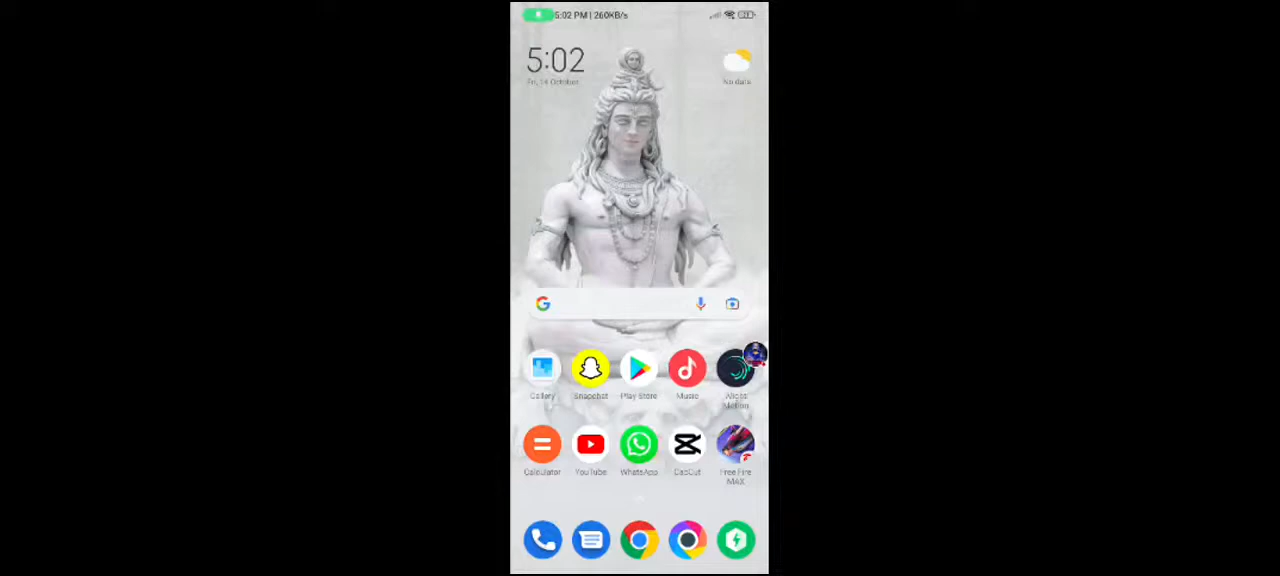 5:02 PM | 260KB/s
5:02
Fri, 14 October
No data
Gallery
Snapchat
Play Store
Music
Alight
Motion
Calculator
YouTube
WhatsApp
CapCut
Free Fire
MAX